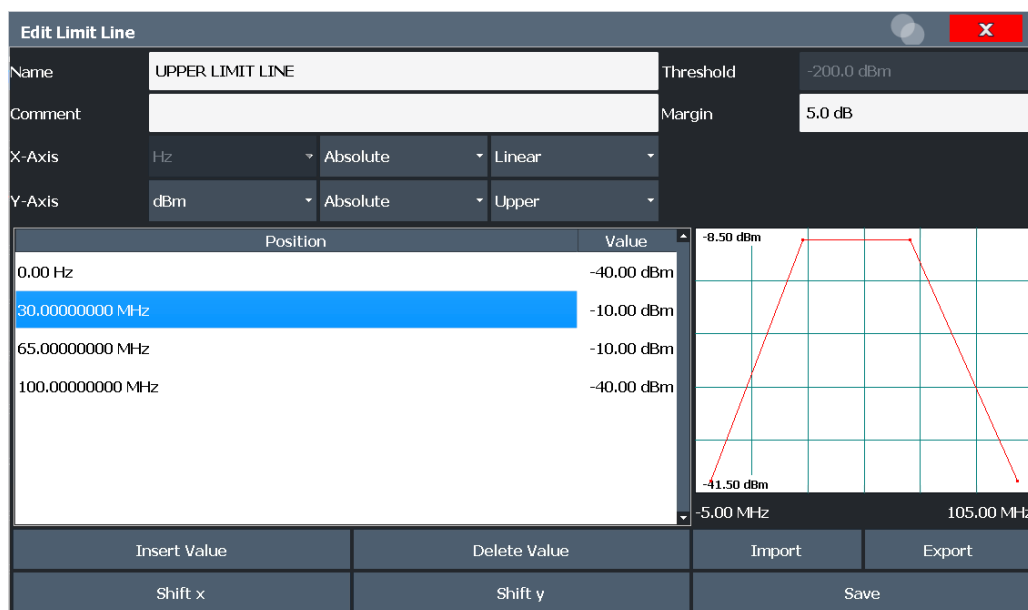 Edit Limit Line
x
Name UPPER LIMIT LINE Threshold -200.0 dBm
Comment Margin 5.0 dB
X-Axis Hz Absolute Linear
Y-Axis dBm Absolute Upper
Position Value
0.00 Hz -40.00 dBm
30.00000000 MHz -10.00 dBm
65.00000000 MHz -10.00 dBm
100.00000000 MHz -40.00 dBm
-8.50 dBm
-41.50 dBm
-5.00 MHz 105.00 MHz
Insert Value Delete Value Import Export
Shift x Shift y Save